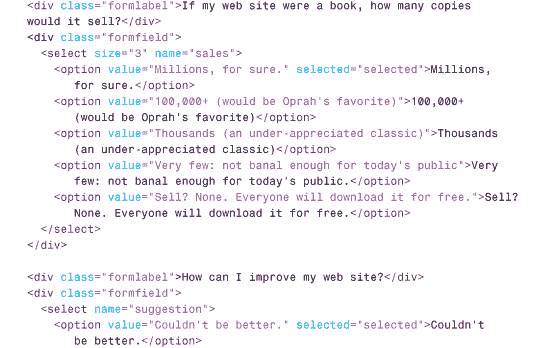 <div class="formlabel">If my web site were a book, how many copies
would it sell?</div>
<div class="formfield">
<select size="3" name="sales">
<option value="Millions, for sure." selected="selected">Millions,
for sure.</option>
<option value="100,000+ (would be Oprah's favorite)">100,000+
(would be Oprah's favorite)</option>
<option value="Thousands (an under-appreciated classic)">Thousands
(an under-appreciated classic)</option>
<option value="Very few: not banal enough for today's public">Very
few: not banal enough for today's public.</option>
<option value="Sell? None. Everyone will download it for free.">Sell?
None. Everyone will download it for free.</option>
</select>
</div>
<div class="formlabel">How can I improve my web site?</div>
<div class="formfield">
<select name="suggestion">
<option value="Couldn't be better." selected="selected">Couldn't
be better.</option>